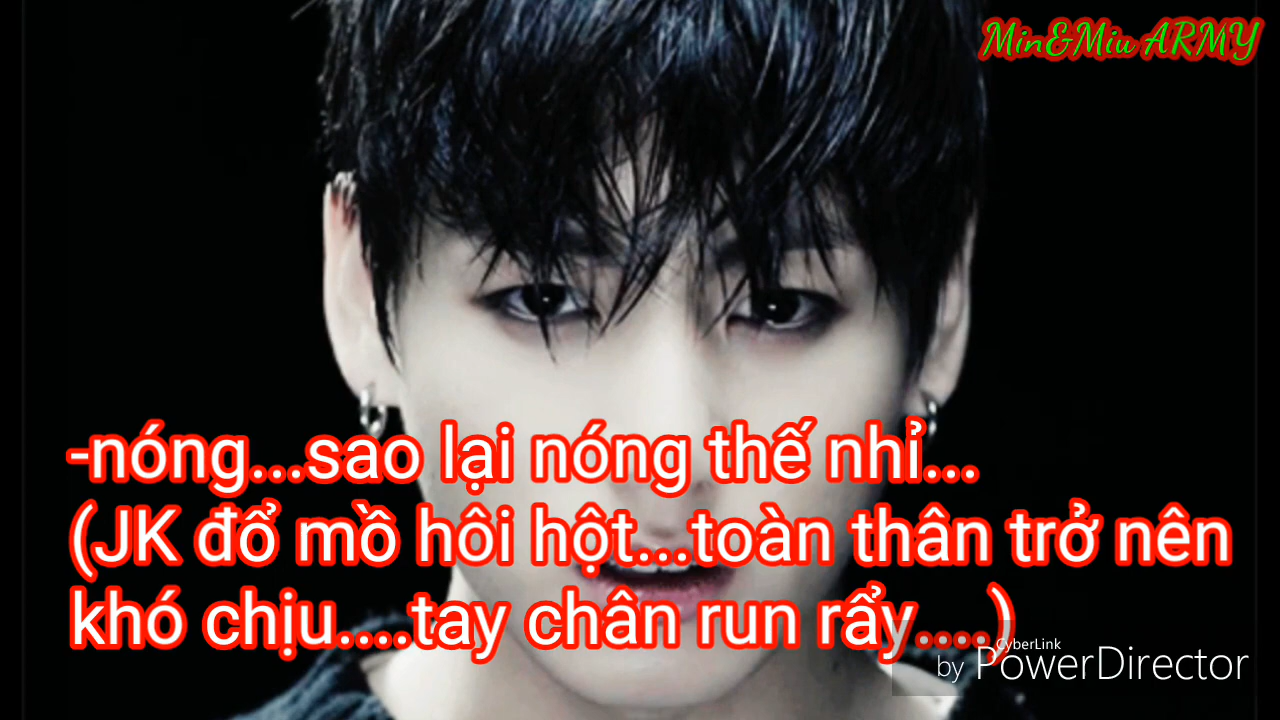 Min&Miu ARMY
-nóng...sao lại nóng thế nhỉ...
(JK đổ mồ hôi hột...toàn thân trở nên
khó chịu....tay chân run rẩy....)
CyberLink
by PowerDirector